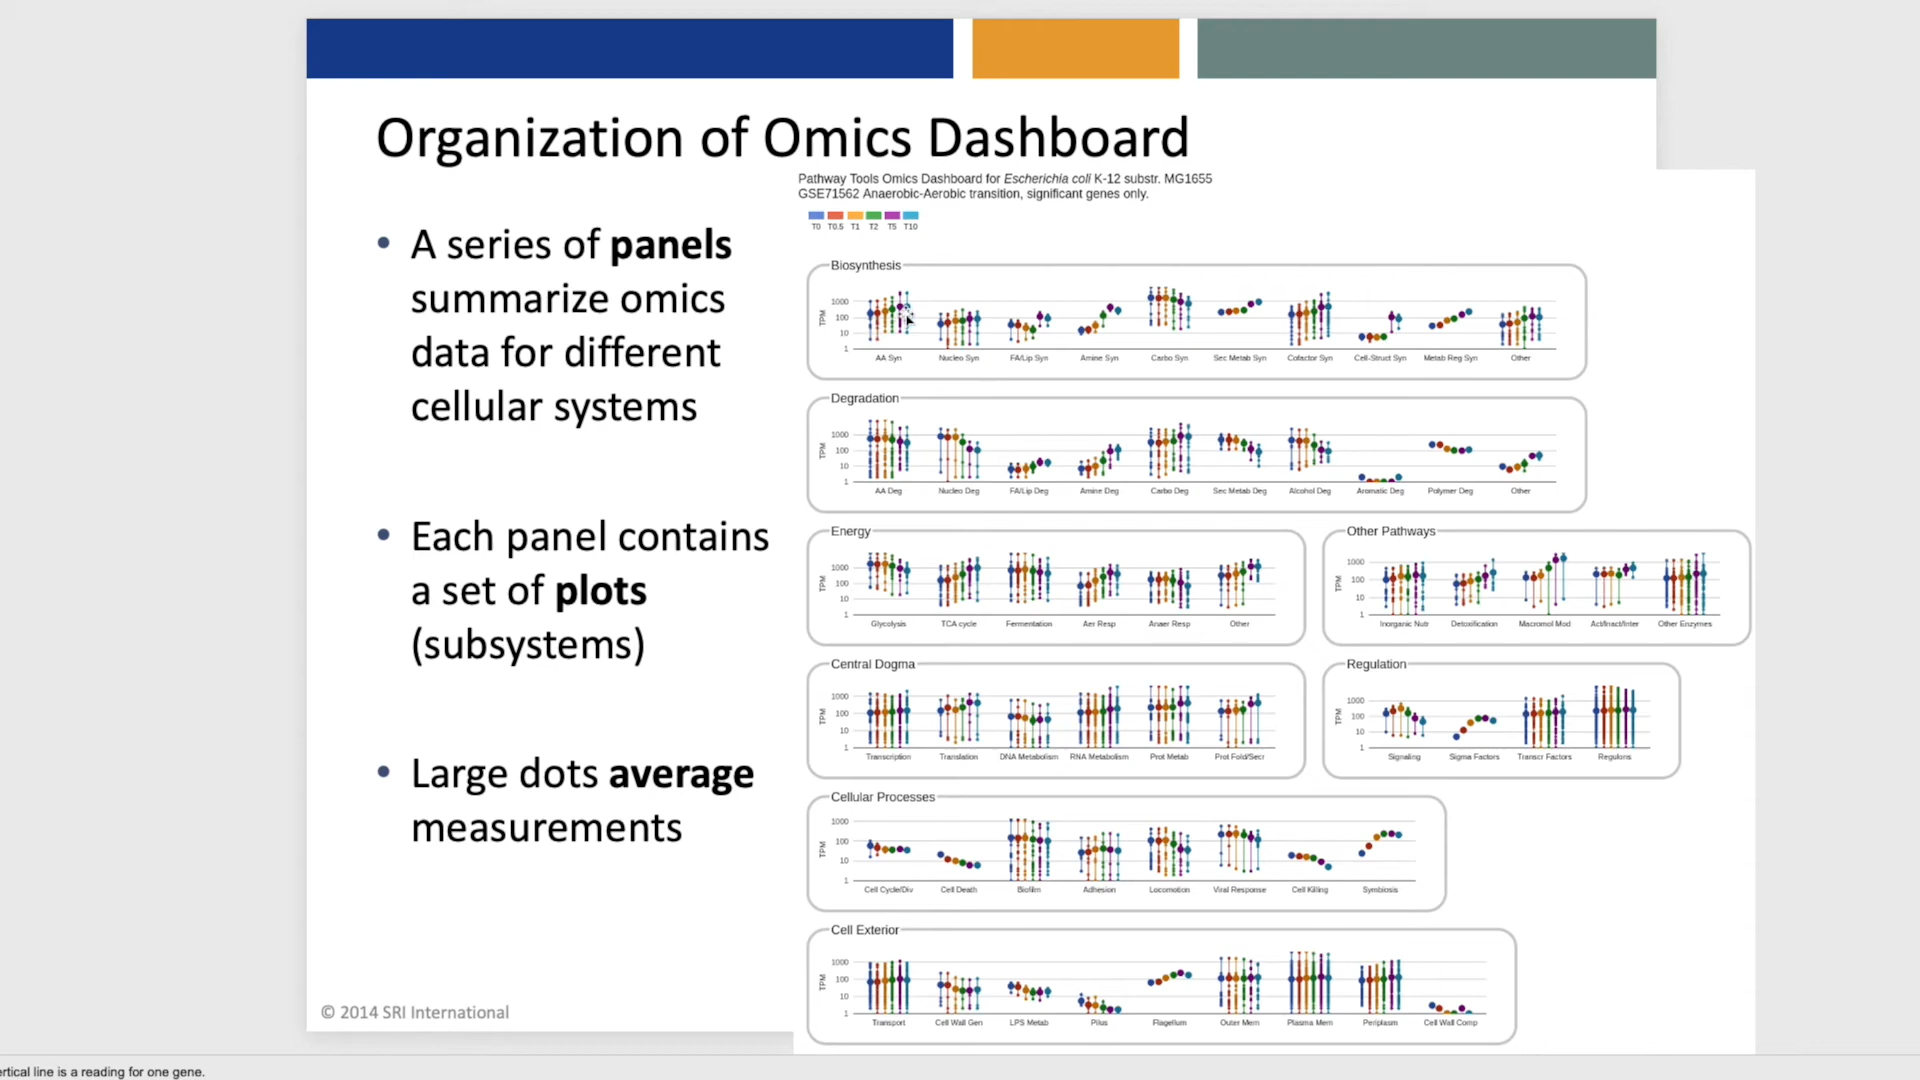 Organization of Omics Dashboard
Pathway Tools Omics Dashboard for Escherichia coli K-12 substr. MG1655
GSE71562 Anaerobic-Aerobic transition, significant genes only.
T0 T0.5 T1 T2 T5 T10
• A series of panels
summarize omics
data for different
cellular systems
• Each panel contains
a set of plots
(subsystems)
• Large dots average
measurements
Biosynthesis
TPM
1000
100
10
1
AA Syn Nucleo Syn FA/Lip Syn Amine Syn Carbo Syn Sec Metab Syn Cofactor Syn Cell-Struct Syn Metab Reg Syn Other
Degradation
TPM
1000
100
10
1
AA Deg Nucleo Deg FA/Lip Deg Amine Deg Carbo Deg Sec Metab Deg Alcohol Deg Aromatic Deg Polymer Deg Other
Energy
TPM
1000
100
10
1
Glycolysis TCA cycle Fermentation Aer Resp Anaer Resp Other
Other Pathways
TPM
1000
100
10
1
Inorganic Nutr Detoxification Macromol Mod Act/Inact/Inter Other Enzymes
Central Dogma
TPM
1000
100
10
1
Transcription Translation DNA Metabolism RNA Metabolism Prot Metab Prot Fold/Secr
Regulation
TPM
1000
100
10
1
Signaling Sigma Factors Transcr Factors Regulons
Cellular Processes
TPM
1000
100
10
1
Cell Cycle/Div Cell Death Biofilm Adhesion Locomotion Viral Response Cell Killing Symbiosis
Cell Exterior
TPM
1000
100
10
1
Transport Cell Wall Gen LPS Metab Pilus Flagellum Outer Mem Plasma Mem Periplasm Cell Wall Comp
© 2014 SRI International
ertical line is a reading for one gene.